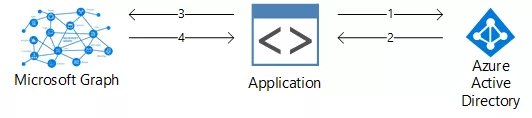 3
1
4
2
Microsoft Graph
Application
Azure
Active
Directory